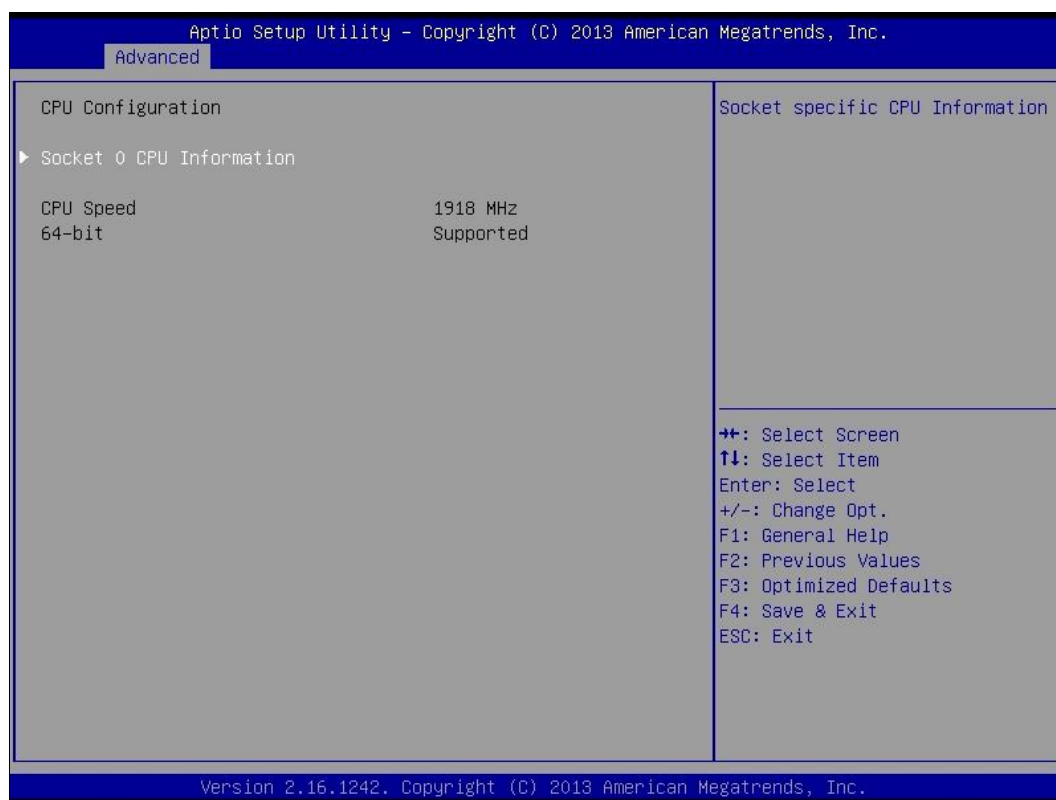 Aptio Setup Utility – Copyright (C) 2013 American Megatrends, Inc.
Advanced
CPU Configuration
Socket 0 CPU Information
CPU Speed 1918 MHz
64-bit Supported
Socket specific CPU Information
→←: Select Screen
↑↓: Select Item
Enter: Select
+/-: Change Opt.
F1: General Help
F2: Previous Values
F3: Optimized Defaults
F4: Save & Exit
ESC: Exit
Version 2.16.1242. Copyright (C) 2013 American Megatrends, Inc.